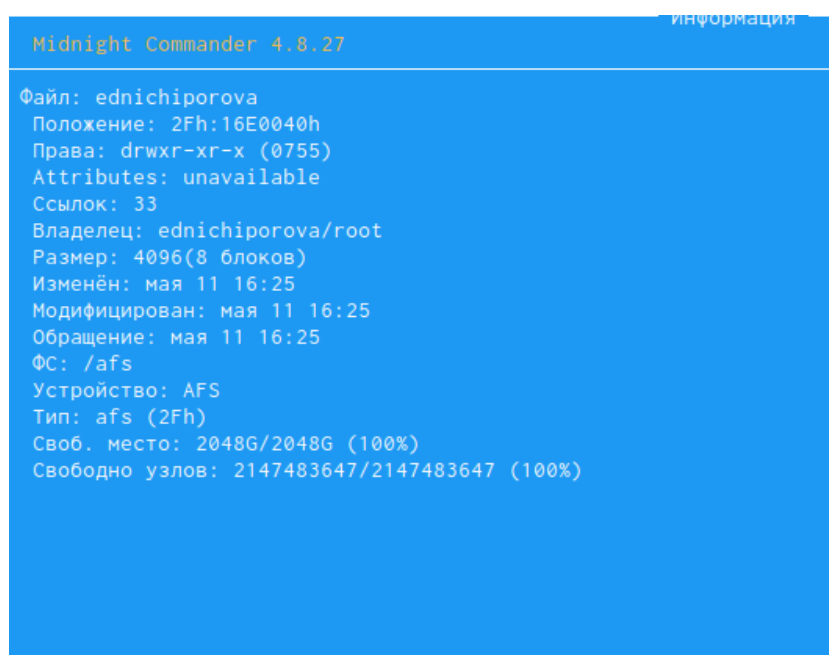 Информация
Midnight Commander 4.8.27
Файл: ednichiporova
Положение: 2Fh:16E0040h
Права: drwxr-xr-x (0755)
Attributes: unavailable
Ссылок: 33
Владелец: ednichiporova/root
Размер: 4096(8 блоков)
Изменён: мая 11 16:25
Модифицирован: мая 11 16:25
Обращение: мая 11 16:25
ФС: /afs
Устройство: AFS
Тип: afs (2Fh)
Своб. место: 2048G/2048G (100%)
Свободно узлов: 2147483647/2147483647 (100%)